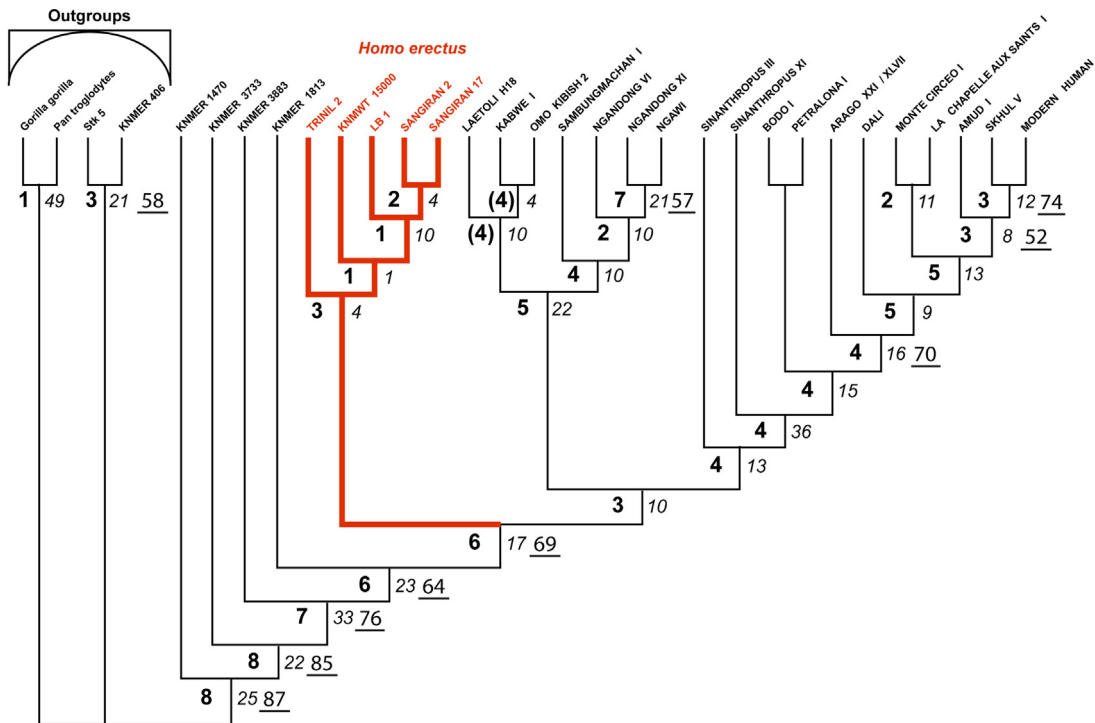 Outgroups
Homo erectus
Gorilla gorilla
Pan troglodytes
Stk 5
KNMER 406
KNMER 1470
KNMER 3733
KNMER 3883
KNMER 1813
TRINIL 2
KNMWT 15000
LB 1
SANGIRAN 2
SANGIRAN 17
LAETOLI H18
KABWE I
OMO KIBISH 2
SAMBUNGMACHAN I
NGANDONG VI
NGANDONG XI
NGAWI
SINANTHROPUS III
SINANTHROPUS XI
BODO I
PETRALONA I
ARAGO XXI / XLVII
DALI
MONTE CIRCEO I
LA CHAPELLE AUX SAINTS I
AMUD I
SKHUL V
MODERN HUMAN
1 49 3 21 58 2 4 (4) 4 7 21 57 2 11 3 12 74
1 10 (4) 10 2 10 3 8 52
1 1 4 10 5 13
3 4 5 22 5 9
4 16 70
4 15
4 36
4 13
3 10
6 17 69
6 23 64
7 33 76
8 22 85
8 25 87